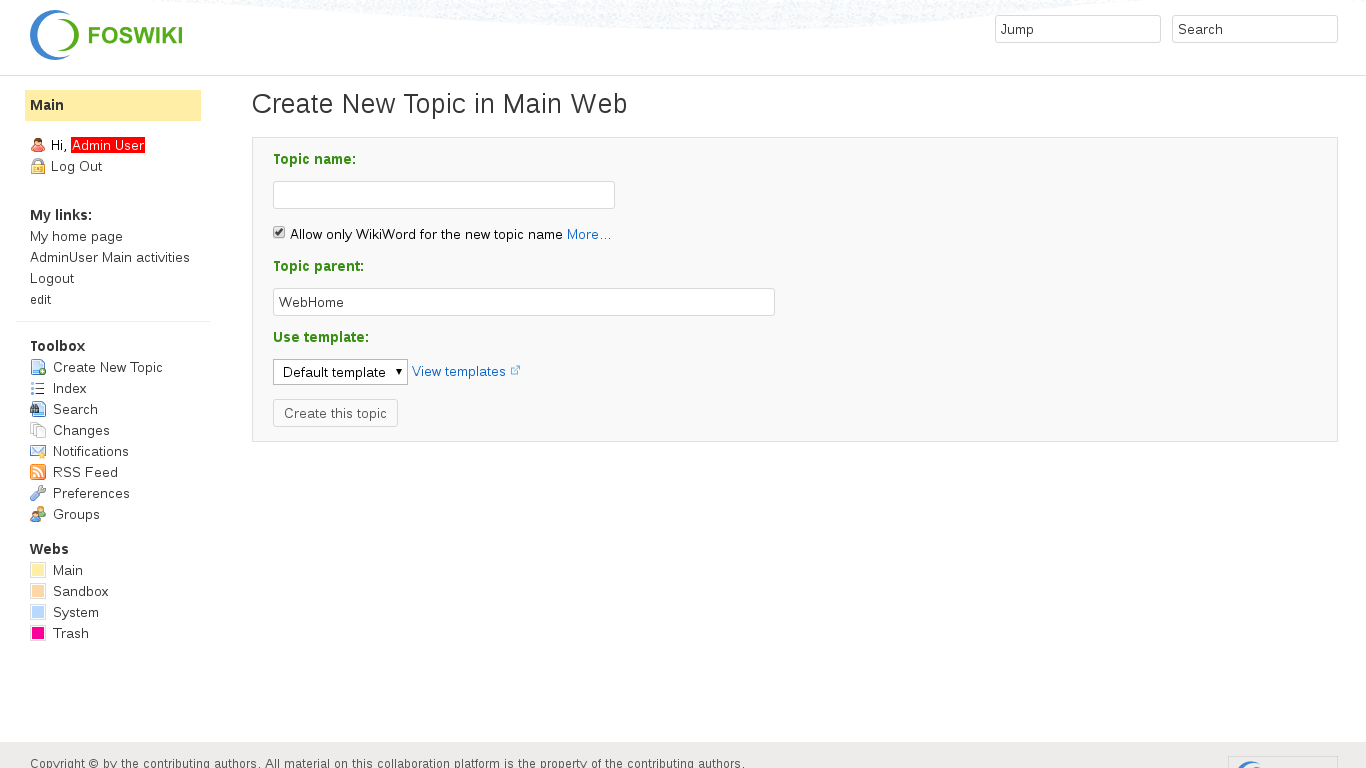 FOSWIKI
Jump
Search
Main
Hi, Admin User
Log Out
My links:
My home page
AdminUser Main activities
Logout
edit
Toolbox
Create New Topic
Index
Search
Changes
Notifications
RSS Feed
Preferences
Groups
Webs
Main
Sandbox
System
Trash
Create New Topic in Main Web
Topic name:
Allow only WikiWord for the new topic name More...
Topic parent:
WebHome
Use template:
Default template View templates
Create this topic
Copyright © by the contributing authors. All material on this collaboration platform is the property of the contributing authors.